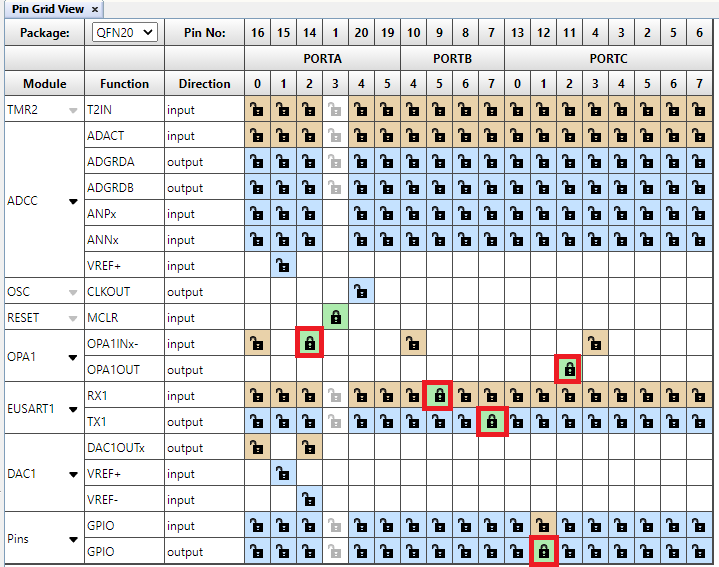 Pin Grid View ×
Package: QFN20 Pin No: 16 15 14 1 20 19 10 9 8 7 13 12 11 4 3 2 5 6
PORTA PORTB PORTC
Module Function Direction 0 1 2 3 4 5 4 5 6 7 0 1 2 3 4 5 6 7
TMR2 T2IN input
ADCC ADACT input
ADGRDA output
ADGRDB output
ANPx input
ANNx input
VREF+ input
OSC CLKOUT output
RESET MCLR input
OPA1 OPA1INx- input
OPA1OUT output
EUSART1 RX1 input
TX1 output
DAC1 DAC1OUTx output
VREF+ input
VREF- input
Pins GPIO input
GPIO output